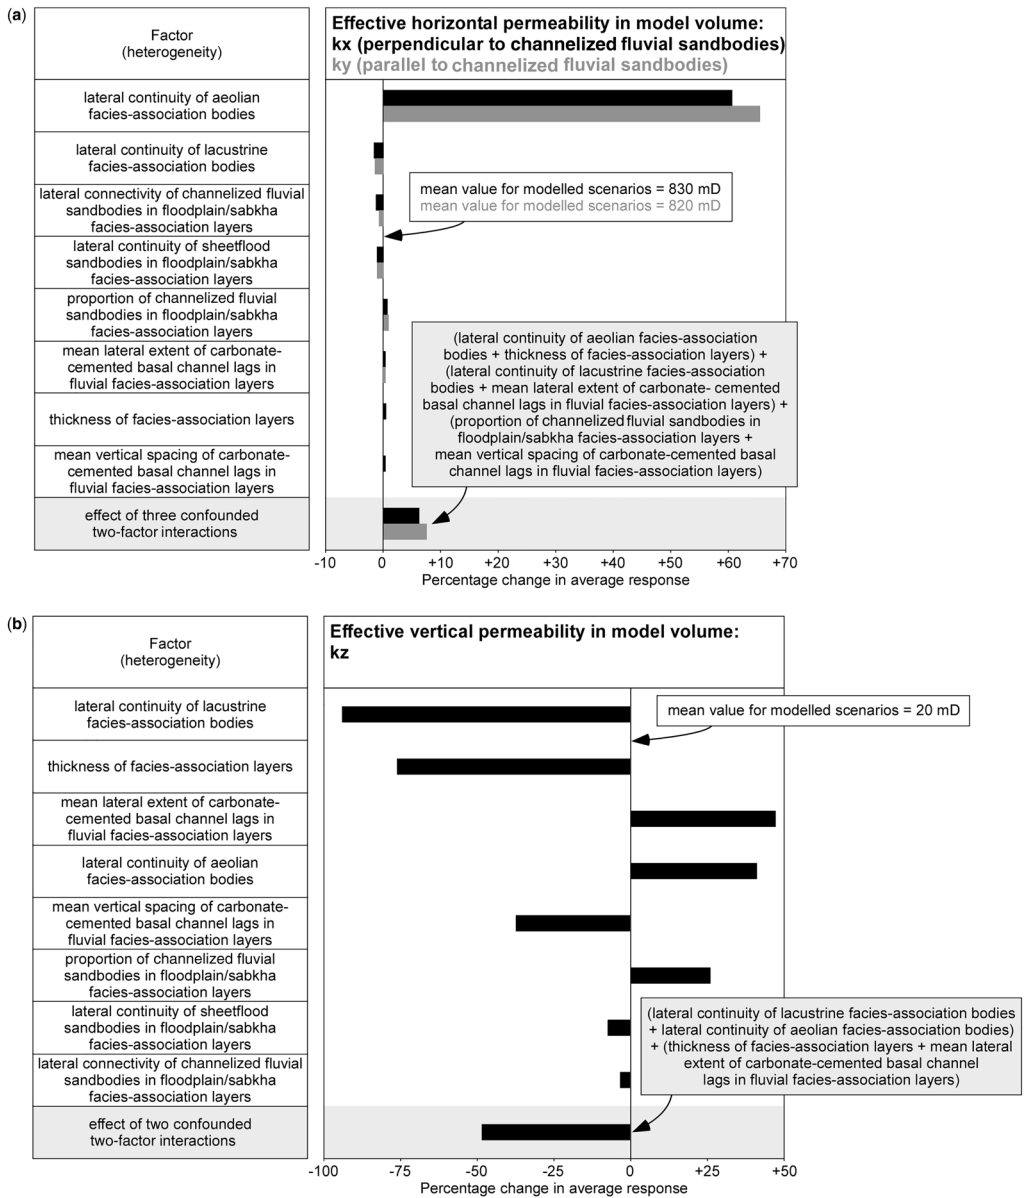 (a)
Factor
(heterogeneity)
Effective horizontal permeability in model volume:
kx (perpendicular to channelized fluvial sandbodies)
ky (parallel to channelized fluvial sandbodies)
lateral continuity of aeolian
facies-association bodies
lateral continuity of lacustrine
facies-association bodies
lateral connectivity of channelized fluvial
sandbodies in floodplain/sabkha
facies-association layers
lateral continuity of sheetflood
sandbodies in floodplain/sabkha
facies-association layers
proportion of channelized fluvial
sandbodies in floodplain/sabkha
facies-association layers
mean lateral extent of carbonate-
cemented basal channel lags in
fluvial facies-association layers
thickness of facies-association layers
mean vertical spacing of carbonate-
cemented basal channel lags in
fluvial facies-association layers
effect of three confounded
two-factor interactions
mean value for modelled scenarios = 830 mD
mean value for modelled scenarios = 820 mD
(lateral continuity of aeolian facies-association
bodies + thickness of facies-association layers) +
(lateral continuity of lacustrine facies-association
bodies + mean lateral extent of carbonate- cemented
basal channel lags in fluvial facies-association layers) +
(proportion of channelized fluvial sandbodies in
floodplain/sabkha facies-association layers +
mean vertical spacing of carbonate-cemented basal
channel lags in fluvial facies-association layers)
-10 0 +10 +20 +30 +40 +50 +60 +70
Percentage change in average response
(b)
Factor
(heterogeneity)
Effective vertical permeability in model volume:
kz
lateral continuity of lacustrine
facies-association bodies
thickness of facies-association layers
mean lateral extent of carbonate-
cemented basal channel lags in
fluvial facies-association layers
lateral continuity of aeolian
facies-association bodies
mean vertical spacing of carbonate-
cemented basal channel lags in
fluvial facies-association layers
proportion of channelized fluvial
sandbodies in floodplain/sabkha
facies-association layers
lateral continuity of sheetflood
sandbodies in floodplain/sabkha
facies-association layers
lateral connectivity of channelized fluvial
sandbodies in floodplain/sabkha
facies-association layers
effect of two confounded
two-factor interactions
mean value for modelled scenarios = 20 mD
(lateral continuity of lacustrine facies-association bodies
+ lateral continuity of aeolian facies-association bodies)
+ (thickness of facies-association layers + mean lateral
extent of carbonate-cemented basal channel
lags in fluvial facies-association layers)
-100 -75 -50 -25 0 +25 +50
Percentage change in average response